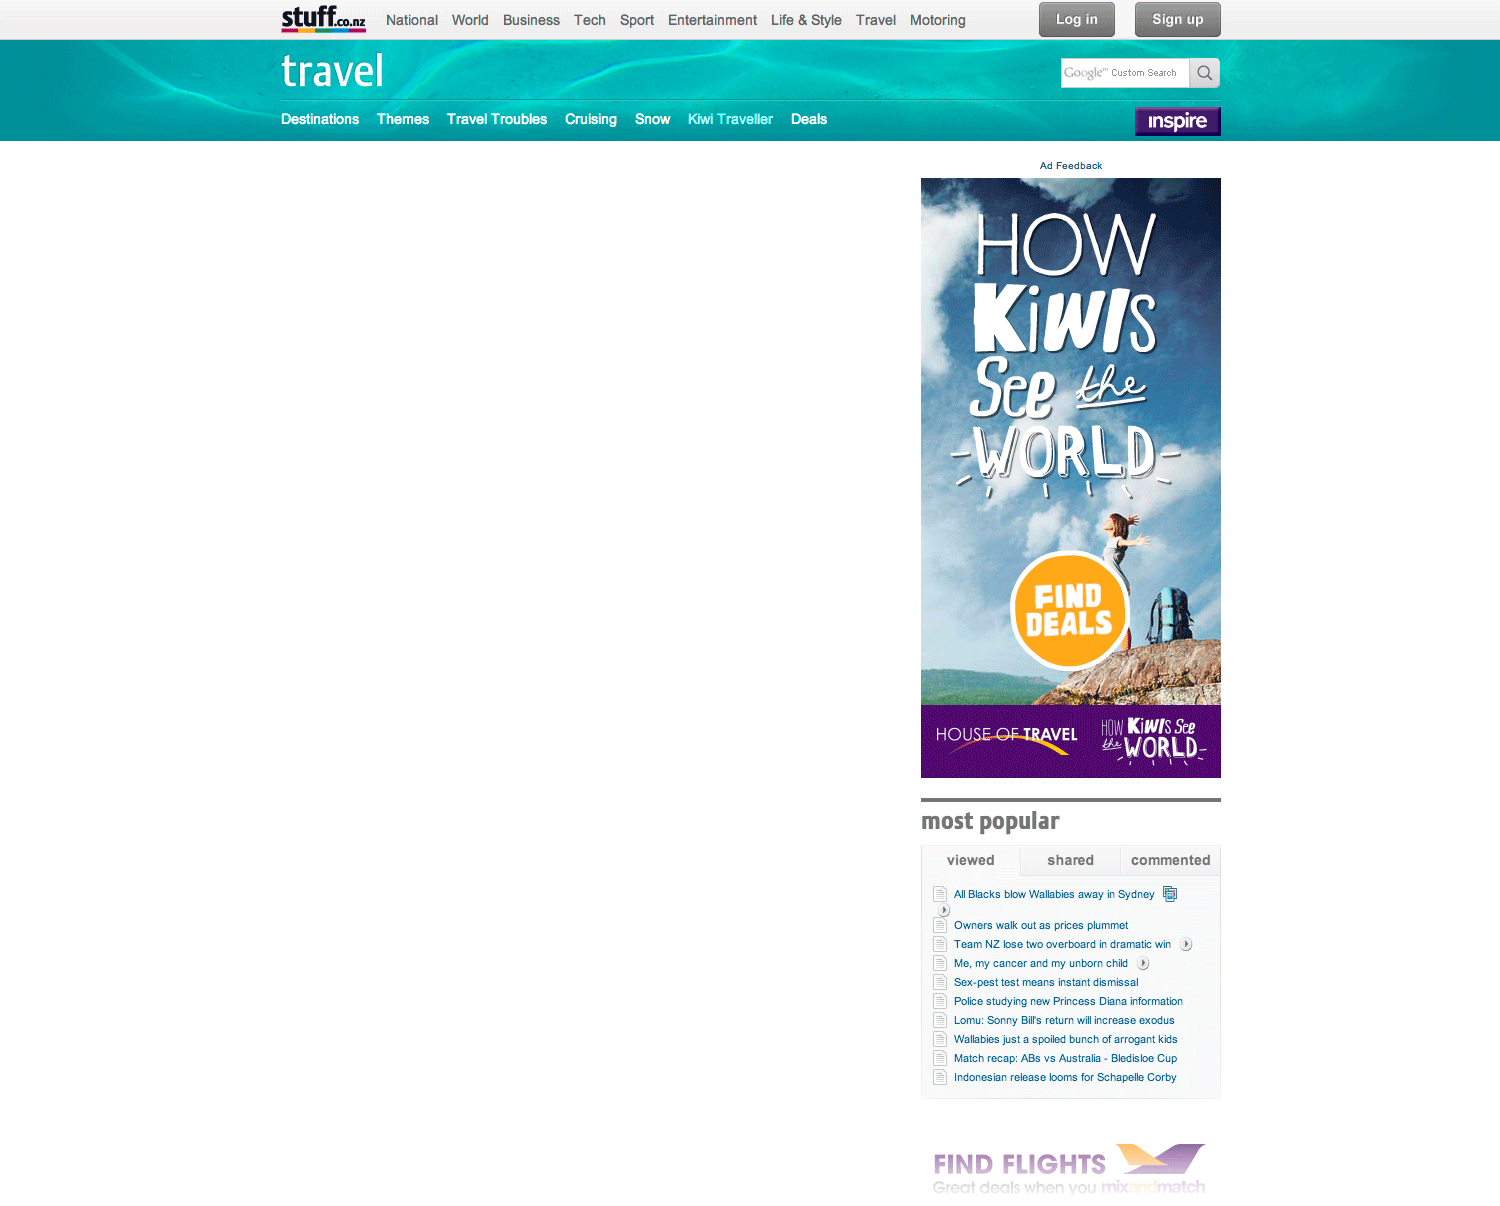 stuff.co.nz National World Business Tech Sport Entertainment Life & Style Travel Motoring Log in Sign up
travel
Google™ Custom Search
Destinations Themes Travel Troubles Cruising Snow Kiwi Traveller Deals
inspire
Ad Feedback
HOW
KiWIS
See the
WORLD
FIND
DEALS
HOUSE OF TRAVEL
HOW KiWIS See
the WORLD
most popular
viewed shared commented
All Blacks blow Wallabies away in Sydney
Owners walk out as prices plummet
Team NZ lose two overboard in dramatic win
Me, my cancer and my unborn child
Sex-pest test means instant dismissal
Police studying new Princess Diana information
Lomu: Sonny Bill's return will increase exodus
Wallabies just a spoiled bunch of arrogant kids
Match recap: ABs vs Australia - Bledisloe Cup
Indonesian release looms for Schapelle Corby
FIND FLIGHTS
Great deals when you mixandmatch